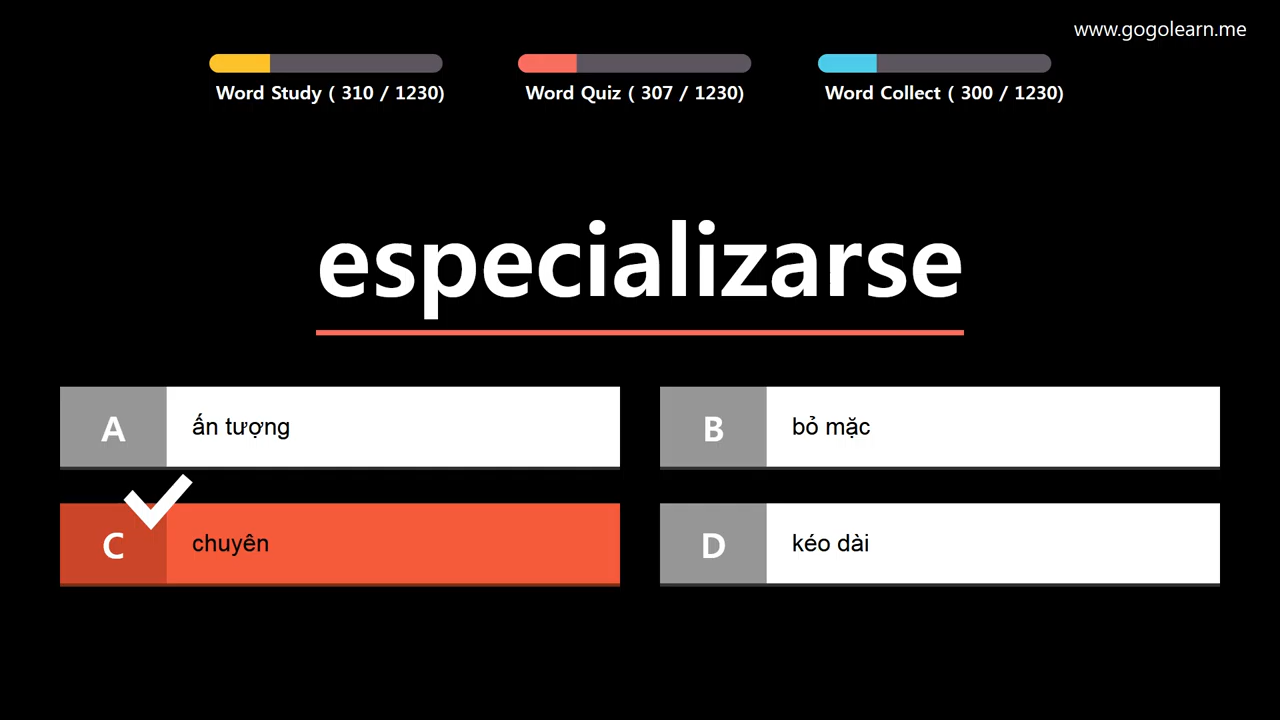 www.gogolearn.me
Word Study ( 310 / 1230)
Word Quiz ( 307 / 1230)
Word Collect ( 300 / 1230)
especializarse
A
ấn tượng
B
bỏ mặc
C
chuyên
D
kéo dài